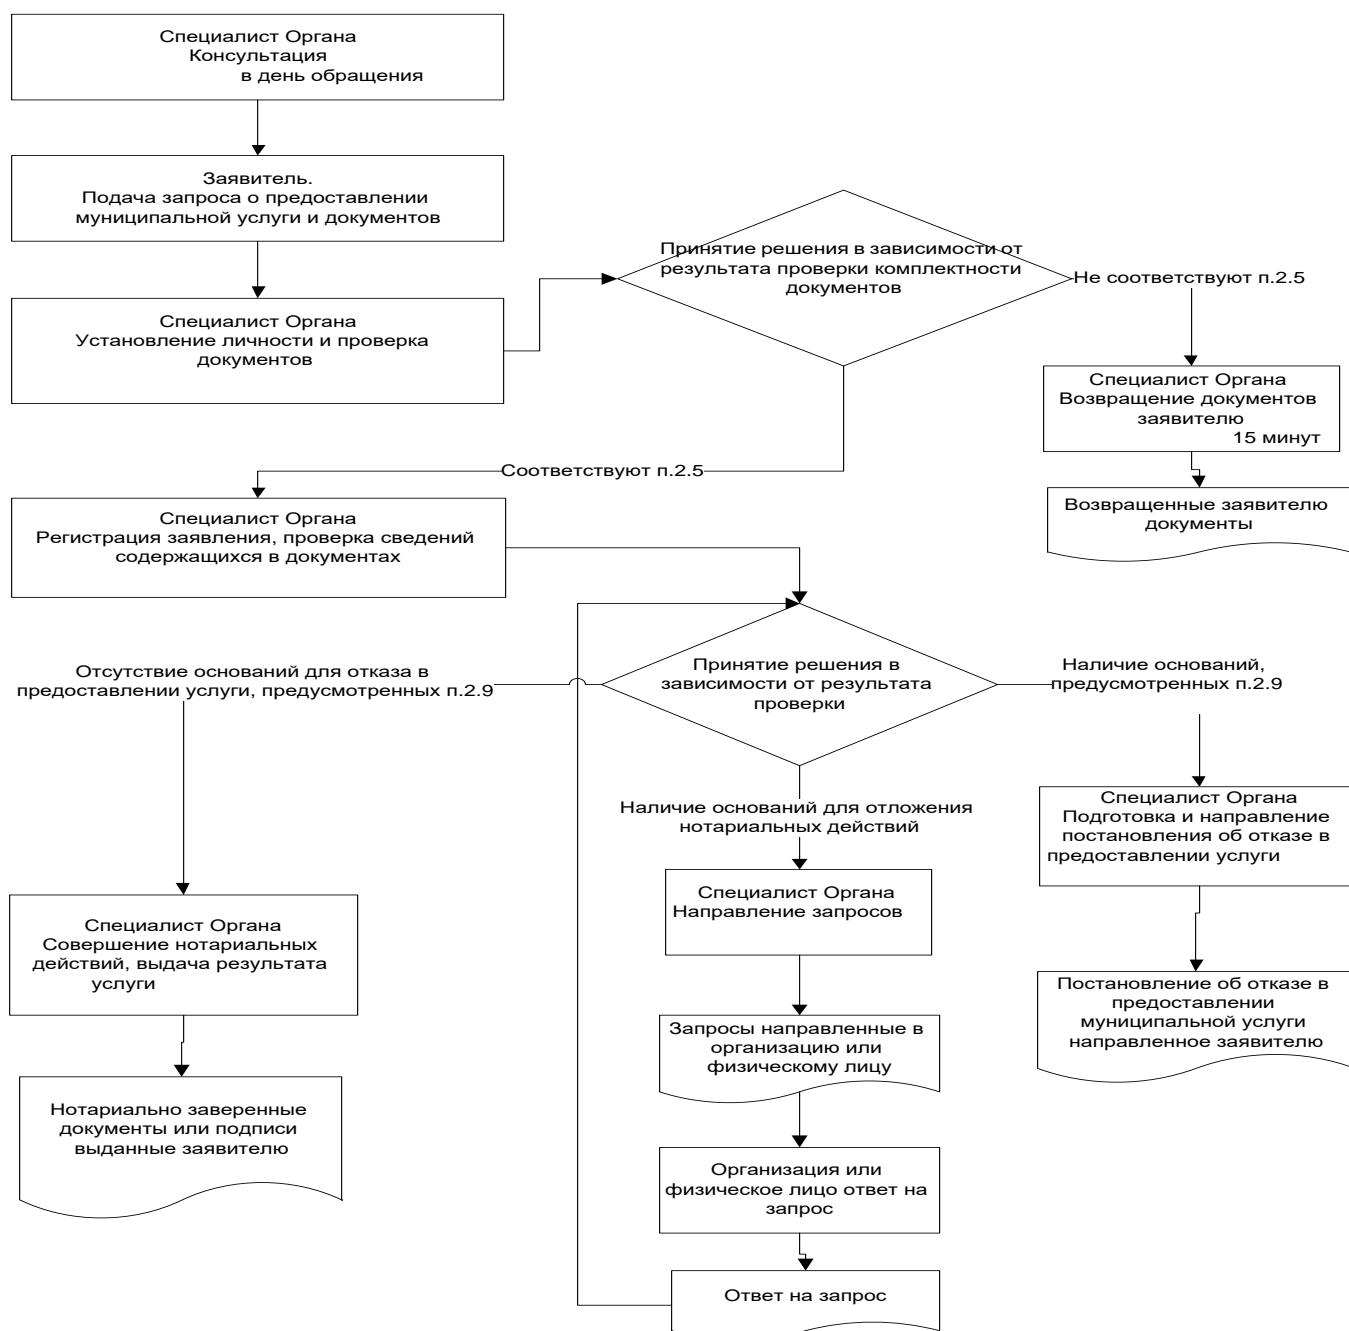 Специалист Органа
Консультация
в день обращения
Заявитель.
Подача запроса о предоставлении
муниципальной услуги и документов
Специалист Органа
Установление личности и проверка
документов
Принятие решения в зависимости от
результата проверки комплектности
документов
Не соответствуют п.2.5
Специалист Органа
Возвращение документов
заявителю
15 минут
Возвращенные заявителю
документы
Соответствуют п.2.5
Специалист Органа
Регистрация заявления, проверка сведений
содержащихся в документах
Принятие решения в
зависимости от результата
проверки
Отсутствие оснований для отказа в
предоставлении услуги, предусмотренных п.2.9
Наличие оснований,
предусмотренных п.2.9
Наличие оснований для отложения
нотариальных действий
Специалист Органа
Совершение нотариальных
действий, выдача результата
услуги
Нотариально заверенные
документы или подписи
выданные заявителю
Специалист Органа
Направление запросов
Запросы направленные в
организацию или
физическому лицу
Организация или
физическое лицо ответ на
запрос
Ответ на запрос
Специалист Органа
Подготовка и направление
постановления об отказе в
предоставлении услуги
Постановление об отказе в
предоставлении
муниципальной услуги
направленное заявителю